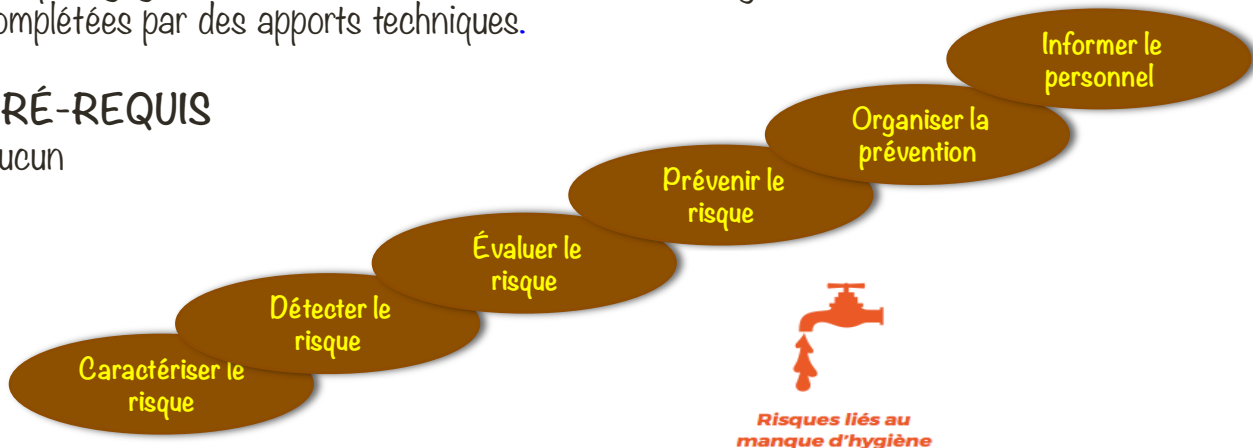 omplétées par des apports techniques.
RÉ-REQUIS
ucun
Informer le
personnel
Organiser la
prévention
Prévenir le
risque
Évaluer le
risque
Détecter le
risque
Caractériser le
risque
Risques liés au
manque d'hygiène